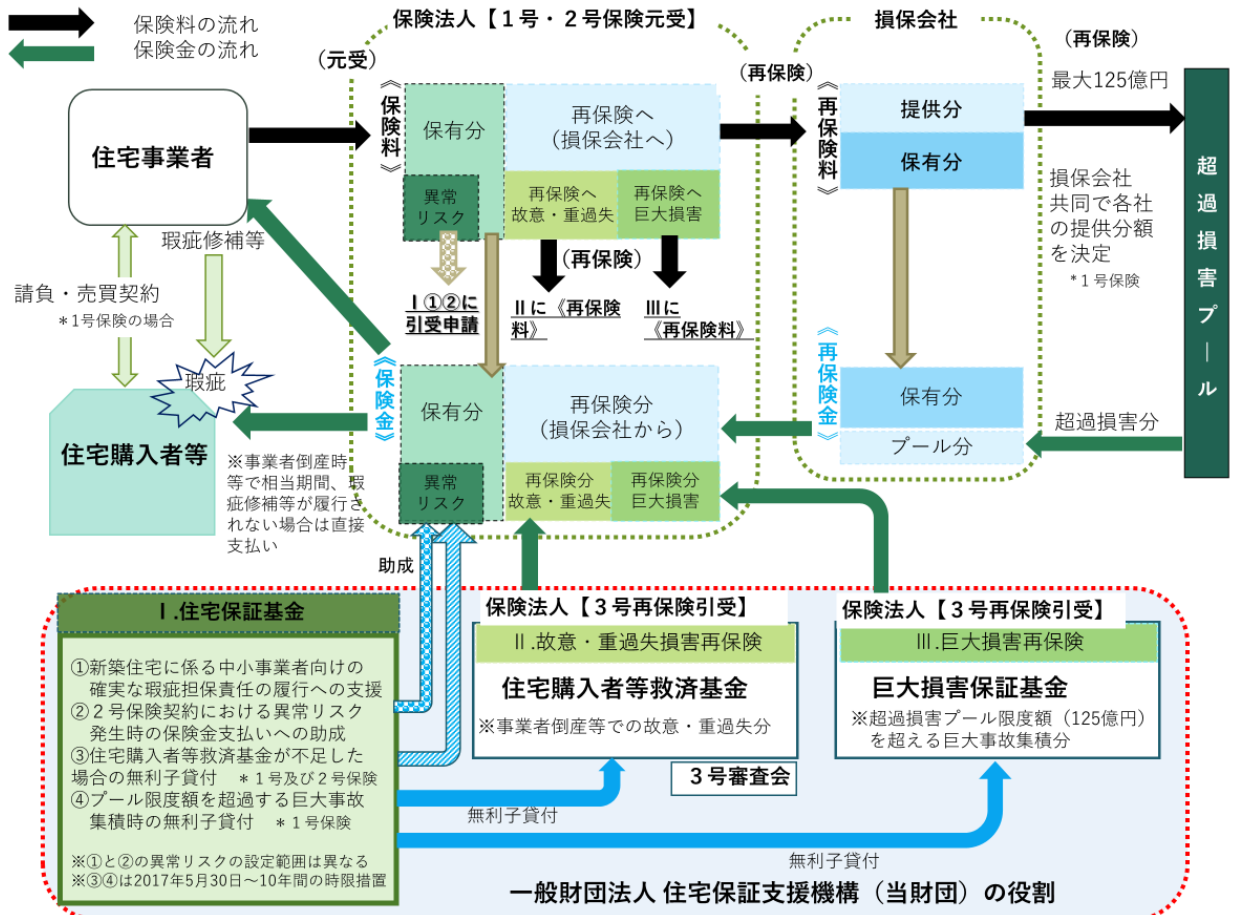 保険料の流れ
保険金の流れ
保険法人【１号・２号保険元受】
損保会社
(元受)
(再保険)
(再保険)
最大125億円
住宅事業者
《保険料》
保有分
再保険へ
(損保会社へ)
《再保険料》
提供分
保有分
超過損害プール
異常
リスク
再保険へ
故意・重過失
再保険へ
巨大損害
損保会社
共同で各社
の提供分額
を決定
＊１号保険
瑕疵修補等
請負・売買契約
＊1号保険の場合
(再保険)
Ⅰ①②に
引受申請
Ⅱに《再保険
料》
Ⅲに
《再保険料》
瑕疵
住宅購入者等
《保険金》
保有分
再保険分
(損保会社から)
《再保険金》
保有分
プール分
超過損害分
※事業者倒産時
等で相当期間、瑕
疵修補等が履行さ
れない場合は直接
支払い
異常
リスク
再保険分
故意・重過失
再保険分
巨大損害
助成
Ⅰ.住宅保証基金
①新築住宅に係る中小事業者向けの
確実な瑕疵担保責任の履行への支援
②２号保険契約における異常リスク
発生時の保険金支払いへの助成
③住宅購入者等救済基金が不足した
場合の無利子貸付　＊１号及び２号保険
④プール限度額を超過する巨大事故
集積時の無利子貸付　＊１号保険
※①と②の異常リスクの設定範囲は異なる
※③④は2017年5月30日～10年間の時限措置
保険法人【３号再保険引受】
Ⅱ.故意・重過失損害再保険
住宅購入者等救済基金
※事業者倒産等での故意・重過失分
３号審査会
保険法人【３号再保険引受】
Ⅲ.巨大損害再保険
巨大損害保証基金
※超過損害プール限度額（125億円）
を超える巨大事故集積分
無利子貸付
無利子貸付
一般財団法人 住宅保証支援機構（当財団）の役割